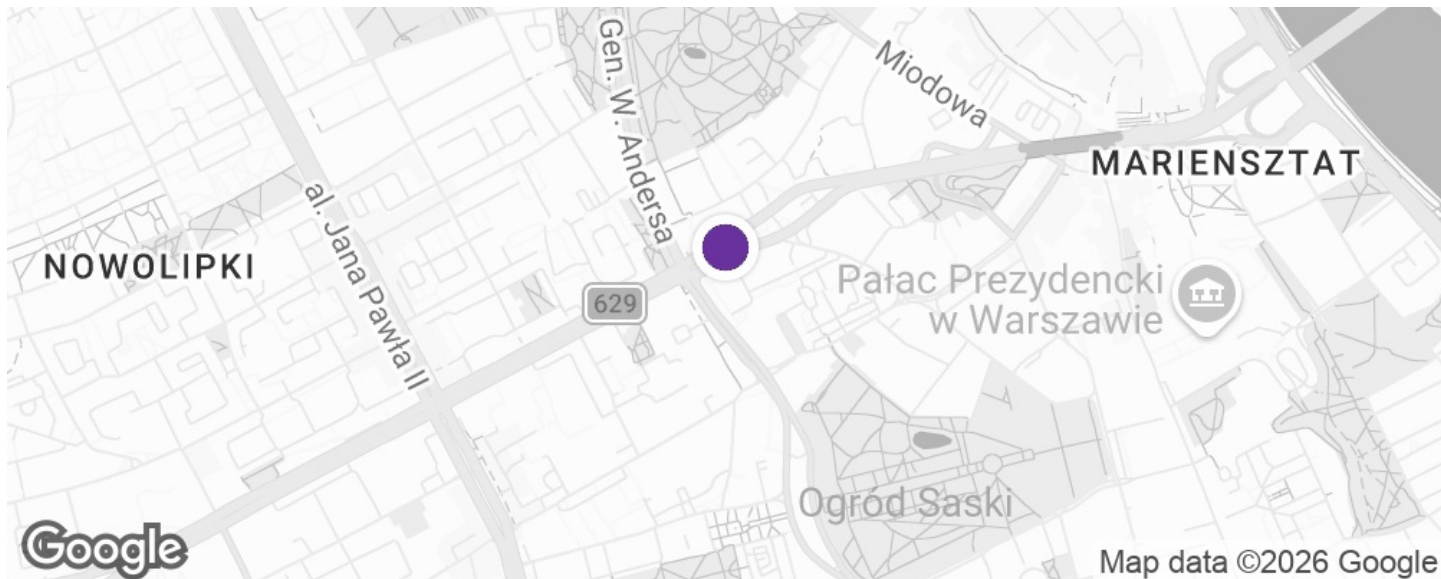 Gen. W. Andersa
Miodowa
MARIENSZTAT
al. Jana Pawła II
NOWOLIPKI
629
Pałac Prezydencki
w Warszawie
Ogród Saski
Google
Map data ©2026 Google